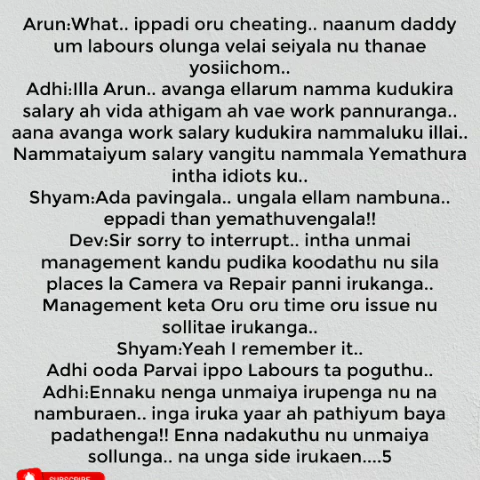 Arun:What.. ippadi oru cheating.. naanum daddy
um labours olunga velai seiyala nu thanae
yosiichom..
Adhi:Illa Arun.. avanga ellarum namma kudukira
salary ah vida athigam ah vae work pannuranga..
aana avanga work salary kudukira nammaluku illai..
Nammataiyum salary vangitu nammala Yemathura
intha idiots ku..
Shyam:Ada pavingala.. ungala ellam nambuna..
eppadi than yemathuvengala!!
Dev:Sir sorry to interrupt.. intha unmai
management kandu pudika koodathu nu sila
places la Camera va Repair panni irukanga..
Management keta Oru oru time oru issue nu
sollitae irukanga..
Shyam:Yeah I remember it..
Adhi ooda Parvai ippo Labours ta poguthu..
Adhi:Ennaku nenga unmaiya irupenga nu na
namburaen.. inga iruka yaar ah pathiyum baya
padathenga!! Enna nadakuthu nu unmaiya
sollunga.. na unga side irukaen....5
SUBSCRIBE